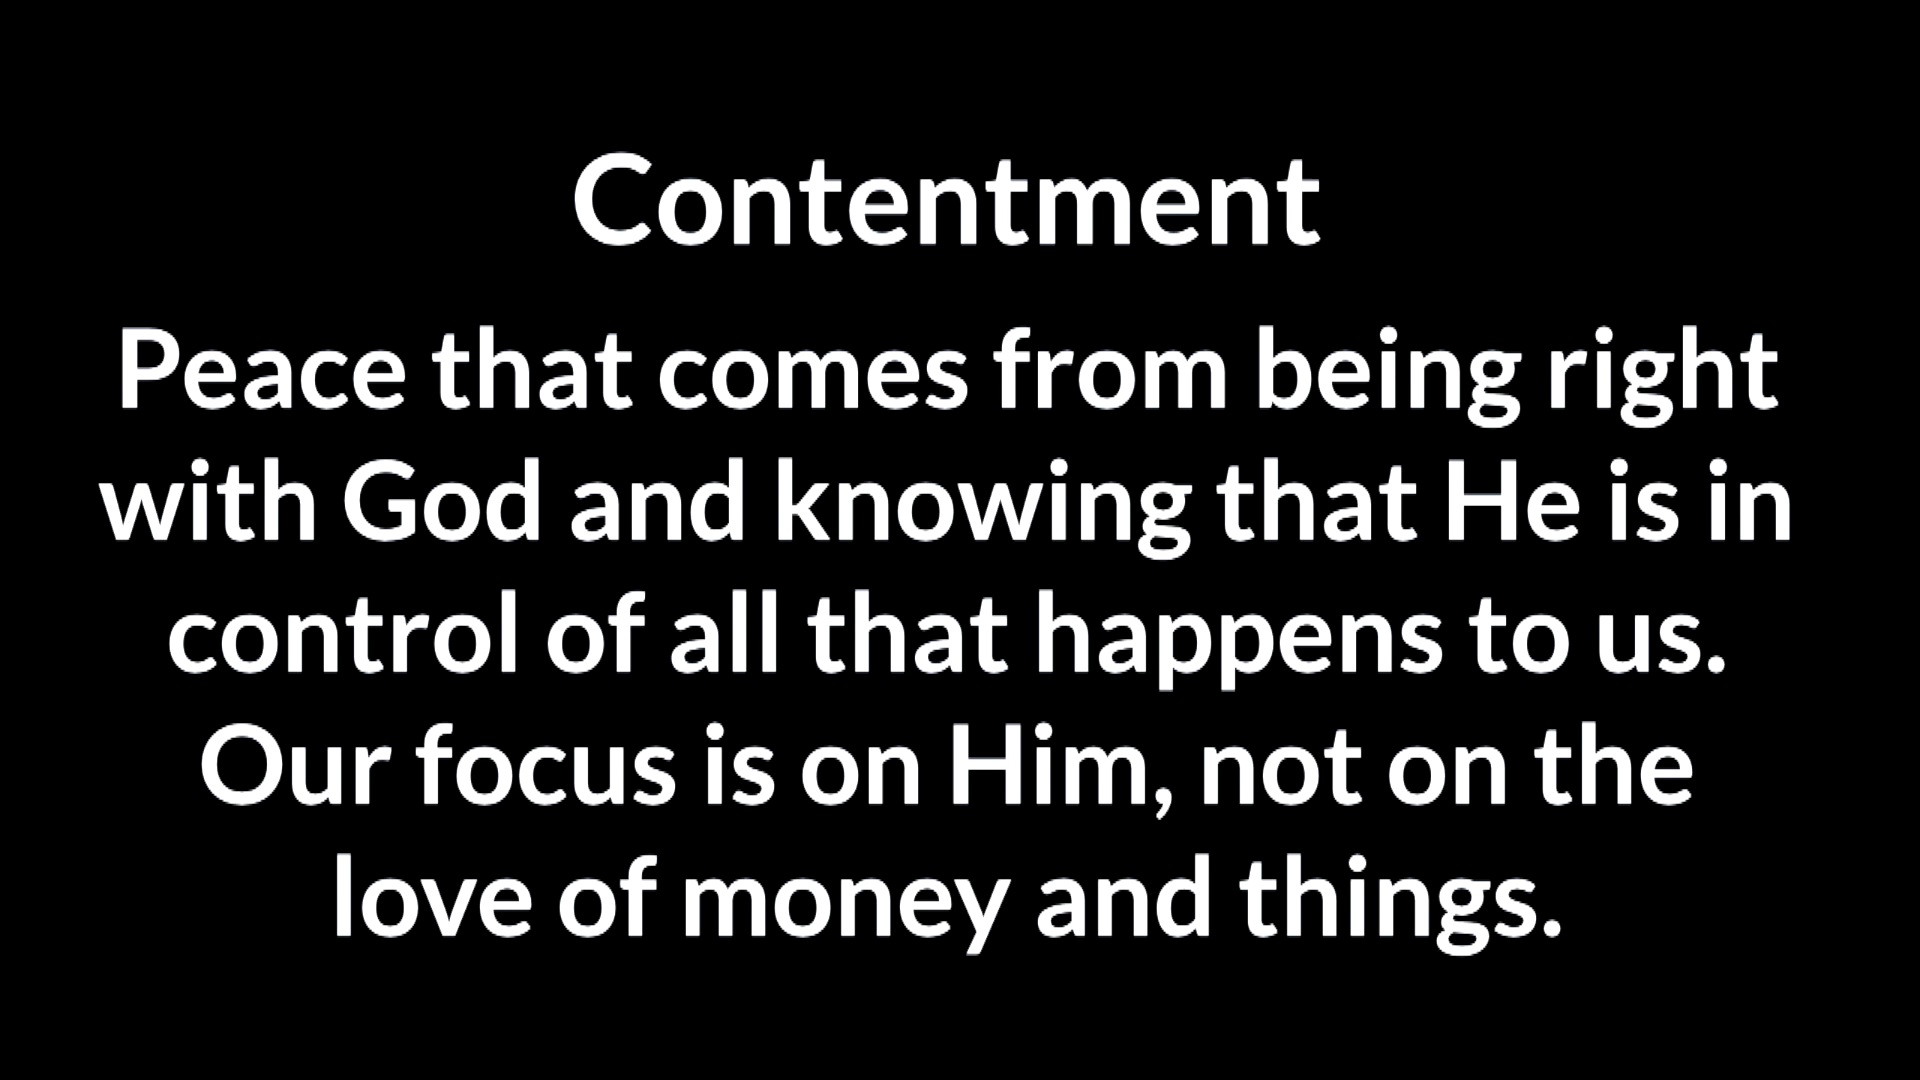 Contentment
Peace that comes from being right
with God and knowing that He is in
control of all that happens to us.
Our focus is on Him, not on the
love of money and things.